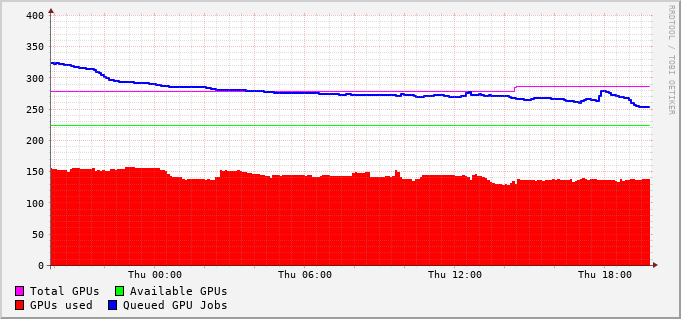 400
350
300
250
200
150
100
50
0
Thu 00:00 Thu 06:00 Thu 12:00 Thu 18:00
Total GPUs Available GPUs
GPUs used Queued GPU Jobs
RRDTOOL / TOBI OETIKER